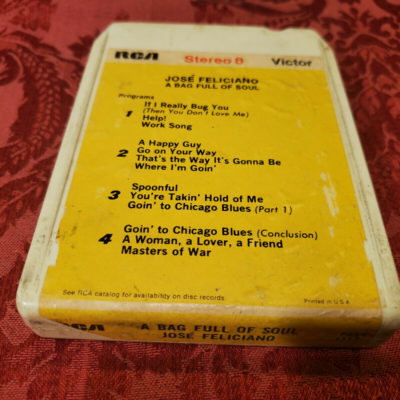 RCA Stereo 8 Victor
JOSÉ FELICIANO
A BAG FULL OF SOUL
Programs
1 If I Really Bug You
(Then You Don't Love Me)
Help!
Work Song
2 A Happy Guy
Go on Your Way
That's the Way It's Gonna Be
Where I'm Goin'
3 Spoonful
You're Takin' Hold of Me
Goin' to Chicago Blues (Part 1)
4 Goin' to Chicago Blues (Conclusion)
A Woman, a Lover, a Friend
Masters of War
See RCA catalog for availability on disc records.
Printed in U.S.A.
RCA A BAG FULL OF SOUL
JOSÉ FELICIANO